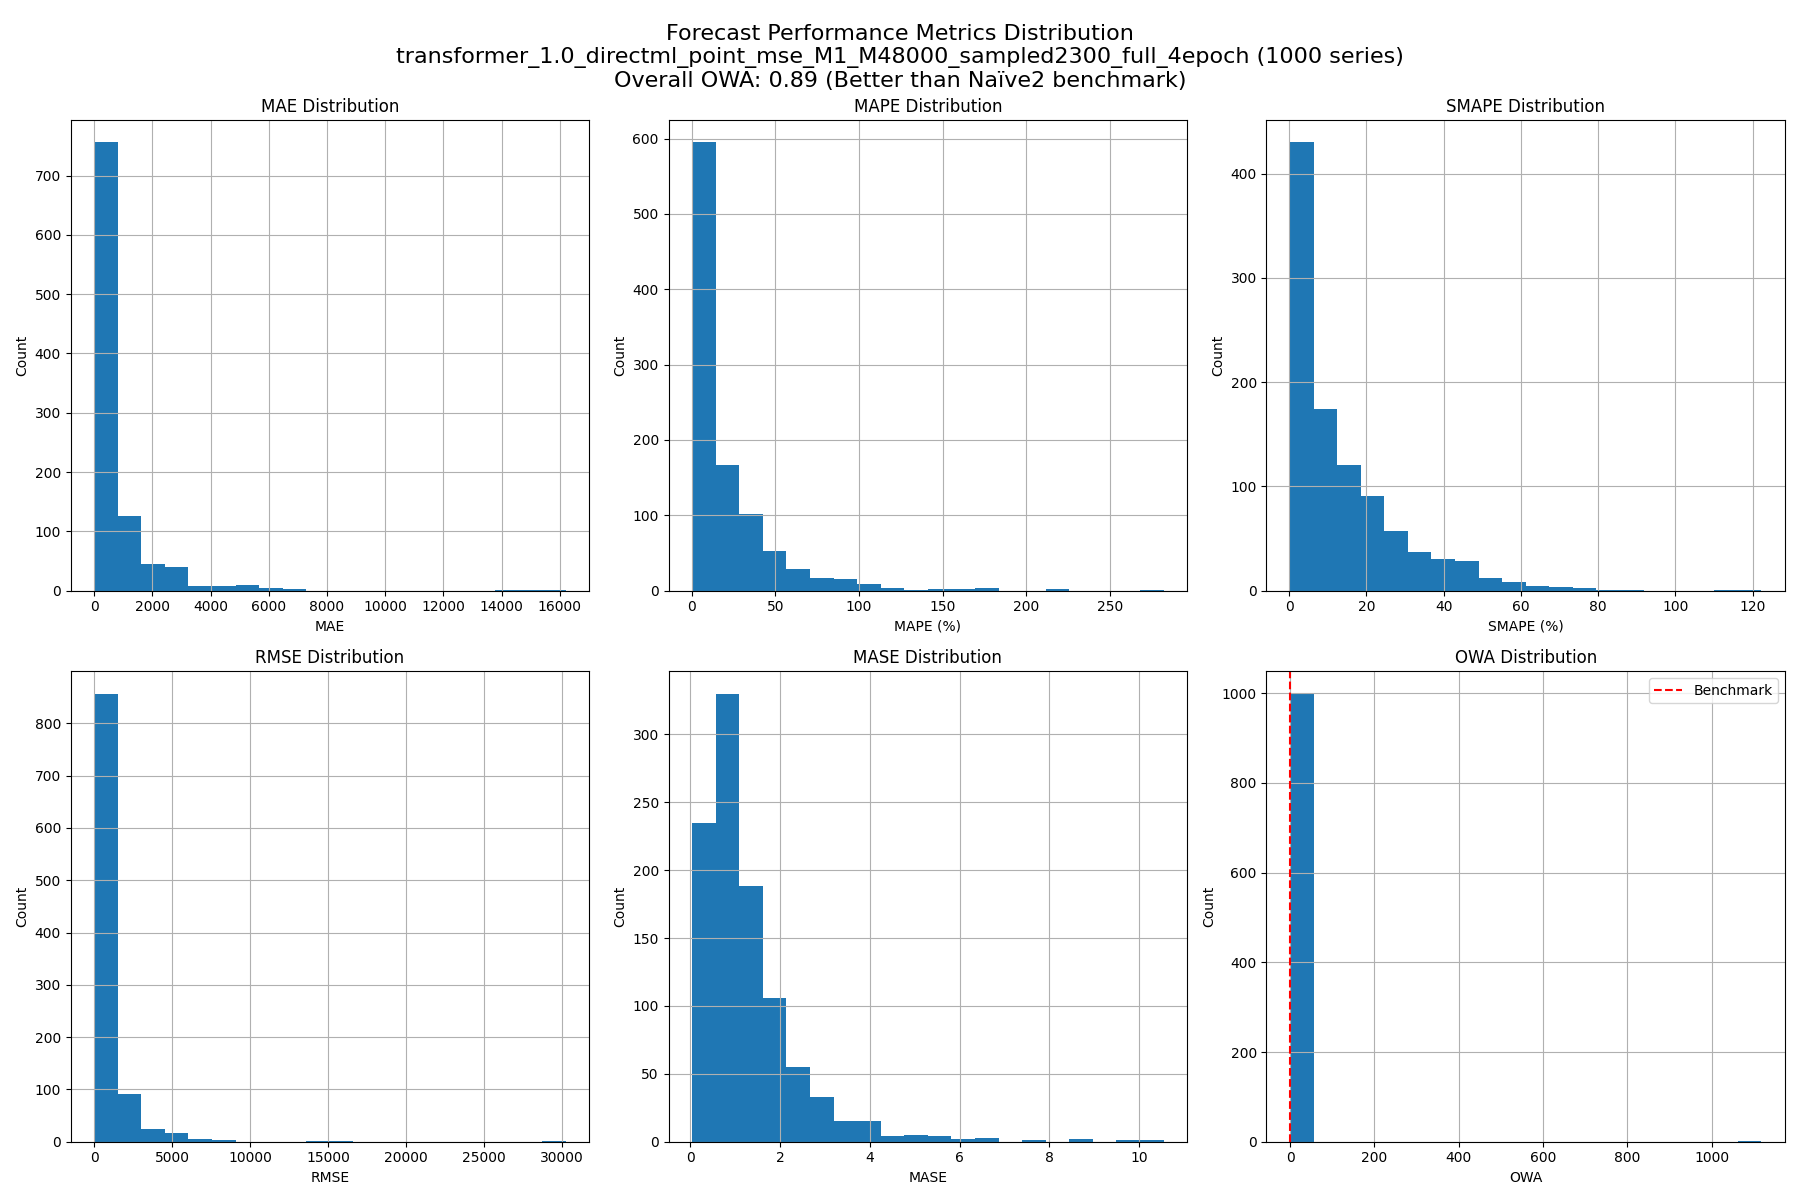 Forecast Performance Metrics Distribution
transformer_1.0_directml_point_mse_M1_M48000_sampled2300_full_4epoch (1000 series)
Overall OWA: 0.89 (Better than Naïve2 benchmark)
MAE Distribution
700
600
500
400
300
200
100
0
Count
0 2000 4000 6000 8000 10000 12000 14000 16000
MAE
MAPE Distribution
600
500
400
300
200
100
0
Count
0 50 100 150 200 250
MAPE (%)
SMAPE Distribution
400
300
200
100
0
Count
0 20 40 60 80 100 120
SMAPE (%)
RMSE Distribution
800
700
600
500
400
300
200
100
0
Count
0 5000 10000 15000 20000 25000 30000
RMSE
MASE Distribution
300
250
200
150
100
50
0
Count
0 2 4 6 8 10
MASE
OWA Distribution
Benchmark
1000
800
600
400
200
0
Count
0 200 400 600 800 1000
OWA